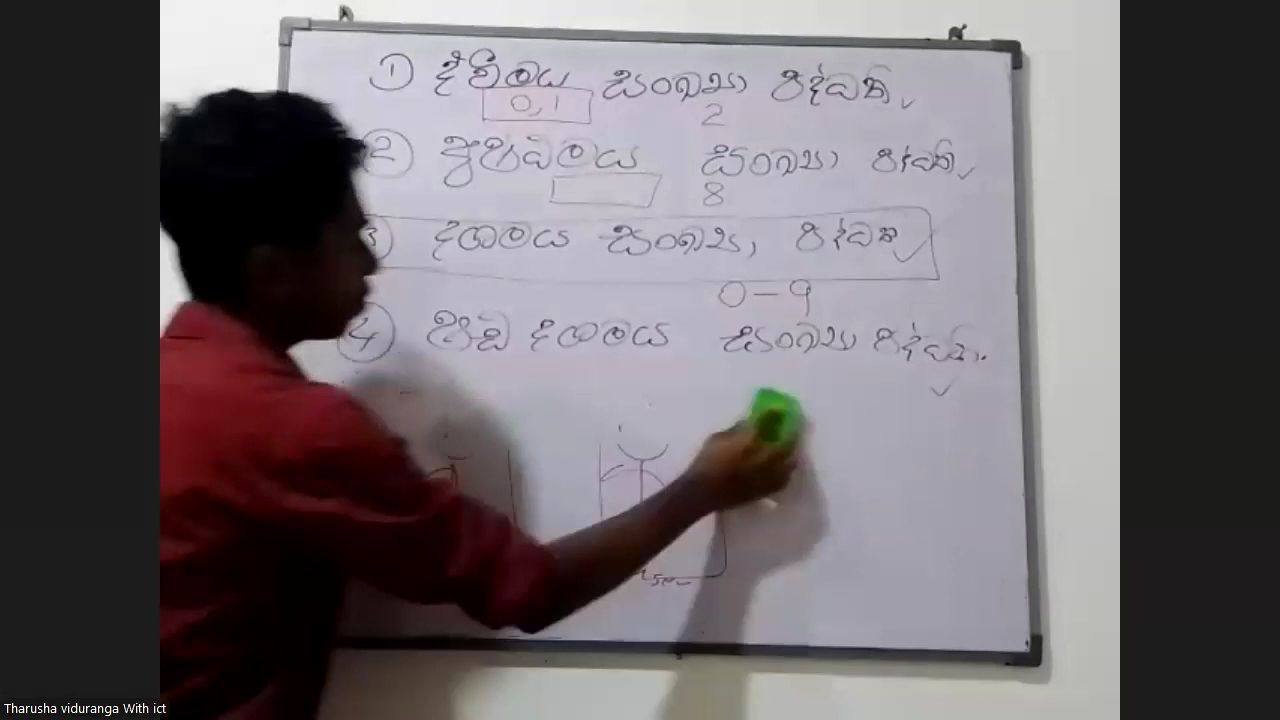 ① ද්වීමය සංඛ්‍යා පද්ධති
0, 1
2
② අෂ්ඨමය සංඛ්‍යා පද්ධති
8
3 දශමය සංඛ්‍යා පද්ධති
0 – 9
④ ෂඩ් දශමය සංඛ්‍යා පද්ධති.
Tharusha viduranga With ict